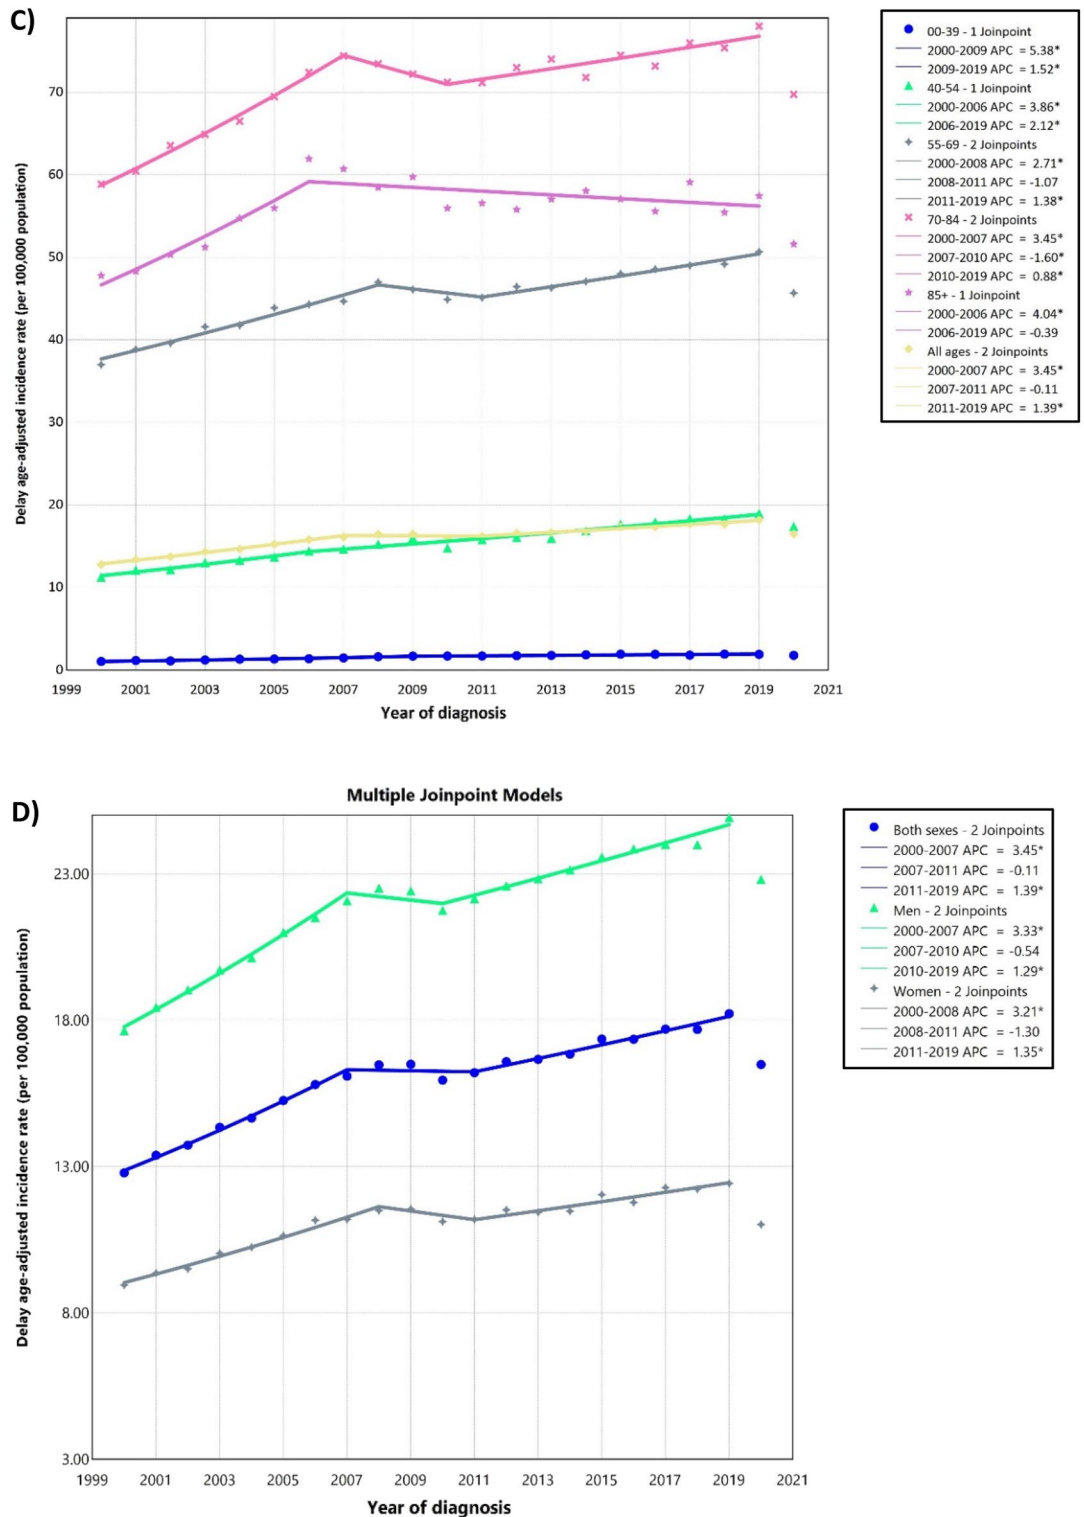 C)
Delay age-adjusted incidence rate (per 100,000 population)
70
60
50
40
30
20
10
0
1999 2001 2003 2005 2007 2009 2011 2013 2015 2017 2019 2021
Year of diagnosis
00-39 - 1 Joinpoint
2000-2009 APC = 5.38*
2009-2019 APC = 1.52*
40-54 - 1 Joinpoint
2000-2006 APC = 3.86*
2006-2019 APC = 2.12*
55-69 - 2 Joinpoints
2000-2008 APC = 2.71*
2008-2011 APC = -1.07
2011-2019 APC = 1.38*
70-84 - 2 Joinpoints
2000-2007 APC = 3.45*
2007-2010 APC = -1.60*
2010-2019 APC = 0.88*
85+ - 1 Joinpoint
2000-2006 APC = 4.04*
2006-2019 APC = -0.39
All ages - 2 Joinpoints
2000-2007 APC = 3.45*
2007-2011 APC = -0.11
2011-2019 APC = 1.39*
D)
Multiple Joinpoint Models
Delay age-adjusted incidence rate (per 100,000 population)
23.00
18.00
13.00
8.00
3.00
1999 2001 2003 2005 2007 2009 2011 2013 2015 2017 2019 2021
Year of diagnosis
Both sexes - 2 Joinpoints
2000-2007 APC = 3.45*
2007-2011 APC = -0.11
2011-2019 APC = 1.39*
Men - 2 Joinpoints
2000-2007 APC = 3.33*
2007-2010 APC = -0.54
2010-2019 APC = 1.29*
Women - 2 Joinpoints
2000-2008 APC = 3.21*
2008-2011 APC = -1.30
2011-2019 APC = 1.35*